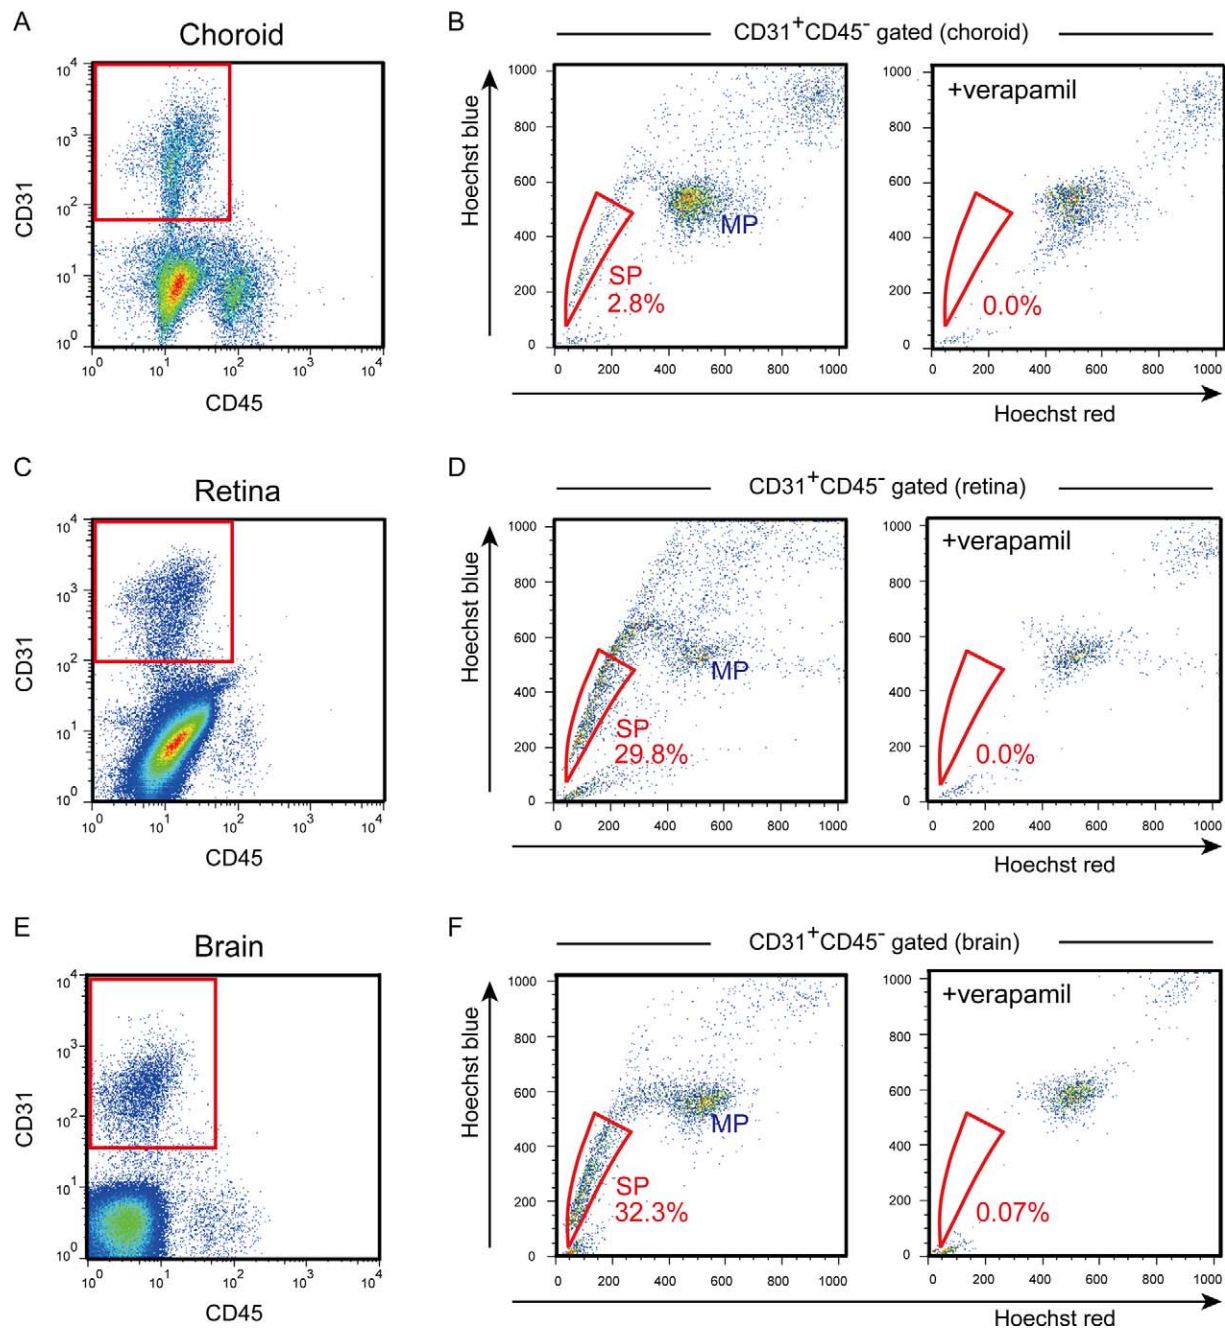 A
Choroid
10^4
10^3
10^2
10^1
10^0
CD31
10^0 10^1 10^2 10^3 10^4
CD45
B
CD31^+CD45^- gated (choroid)
Hoechst blue
1000
800
600
400
200
0
SP
2.8%
MP
0 200 400 600 800 1000
+verapamil
1000
800
600
400
200
0
0.0%
0 200 400 600 800 1000
Hoechst red
C
Retina
10^4
10^3
10^2
10^1
10^0
CD31
10^0 10^1 10^2 10^3 10^4
CD45
D
CD31^+CD45^- gated (retina)
Hoechst blue
1000
800
600
400
200
0
MP
SP
29.8%
0 200 400 600 800 1000
+verapamil
1000
800
600
400
200
0
0.0%
0 200 400 600 800 1000
Hoechst red
E
Brain
10^4
10^3
10^2
10^1
10^0
CD31
10^0 10^1 10^2 10^3 10^4
CD45
F
CD31^+CD45^- gated (brain)
Hoechst blue
1000
800
600
400
200
0
MP
SP
32.3%
0 200 400 600 800 1000
+verapamil
1000
800
600
400
200
0
0.07%
0 200 400 600 800 1000
Hoechst red